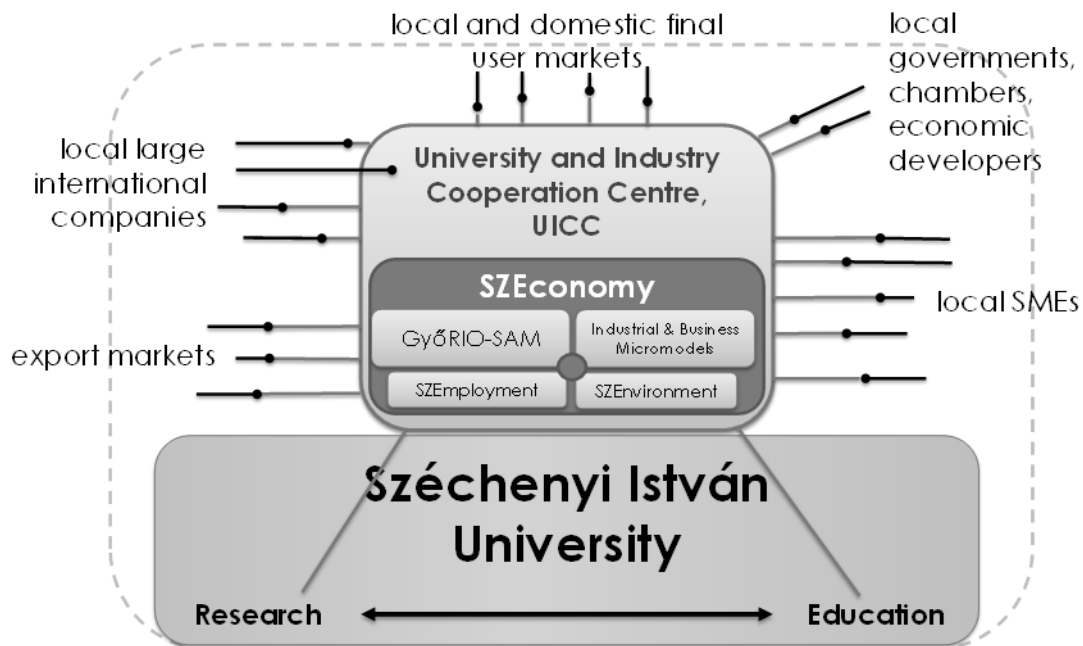 local and domestic final
user markets
local
governments,
chambers,
economic
developers
local large
international
companies
University and Industry
Cooperation Centre,
UICC
SZEconomy
GyőRIO-SAM
Industrial & Business
Micromodels
SZEmployment
SZEnvironment
export markets
local SMEs
Széchenyi István
University
Research
Education